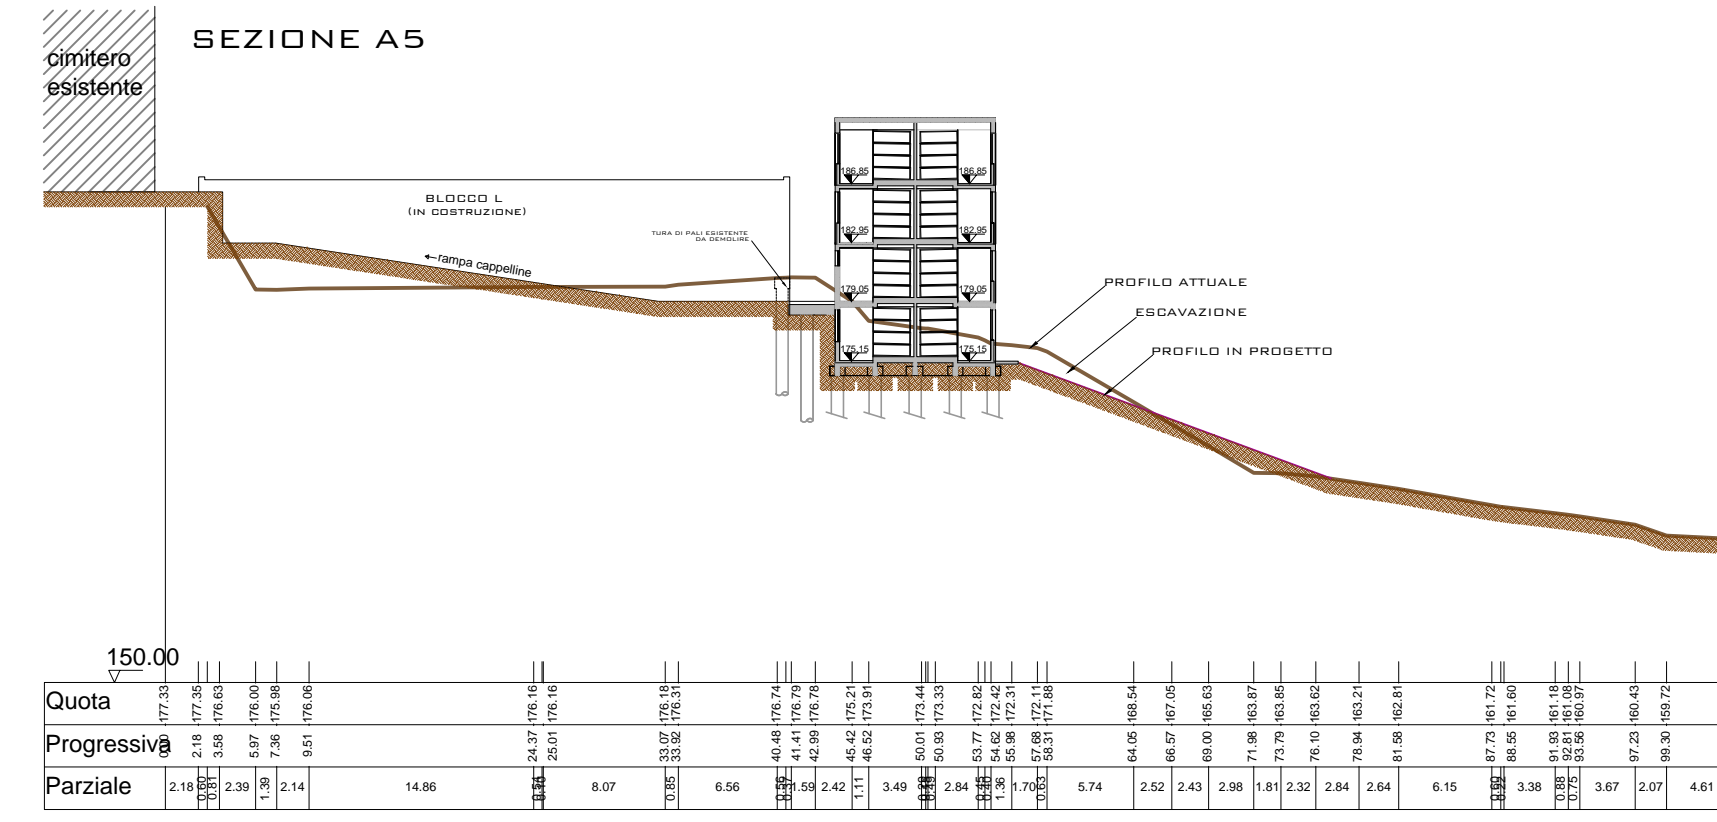 SEZIONE A5
cimitero
esistente
BLOCCO L
(IN COSTRUZIONE)
TURA DI PALI ESISTENTE
DA DEMOLIRE
rampa cappelline
186.85 186.85
182.95 182.95
179.05 179.05
175.15 175.15
PROFILO ATTUALE
ESCAVAZIONE
PROFILO IN PROGETTO
150.00
Quota 177.33 177.35 176.63 176.00 175.98 176.06 176.16 176.16 176.18 176.31 176.74 176.79 176.78 175.21 173.91 173.44 173.33 172.82 172.42 172.31 172.11 171.88 168.54 167.05 165.63 163.87 163.85 163.62 163.21 162.81 161.72 161.60 161.18 161.08 160.97 160.43 159.72
Progressiva 0.00 2.18 3.58 5.97 7.36 9.51 24.37 25.01 33.07 33.92 40.48 41.41 42.99 45.42 46.52 50.01 50.93 53.77 54.62 55.98 57.68 58.31 64.05 66.57 69.00 71.98 73.79 76.10 78.94 81.58 87.73 88.55 91.93 92.81 93.56 97.23 99.30
Parziale 2.18 0.60 0.81 2.39 1.39 2.14 14.86 8.07 0.85 6.56 1.59 2.42 1.11 3.49 2.84 1.36 1.70 0.63 5.74 2.52 2.43 2.98 1.81 2.32 2.84 2.64 6.15 3.38 0.88 0.75 3.67 2.07 4.61